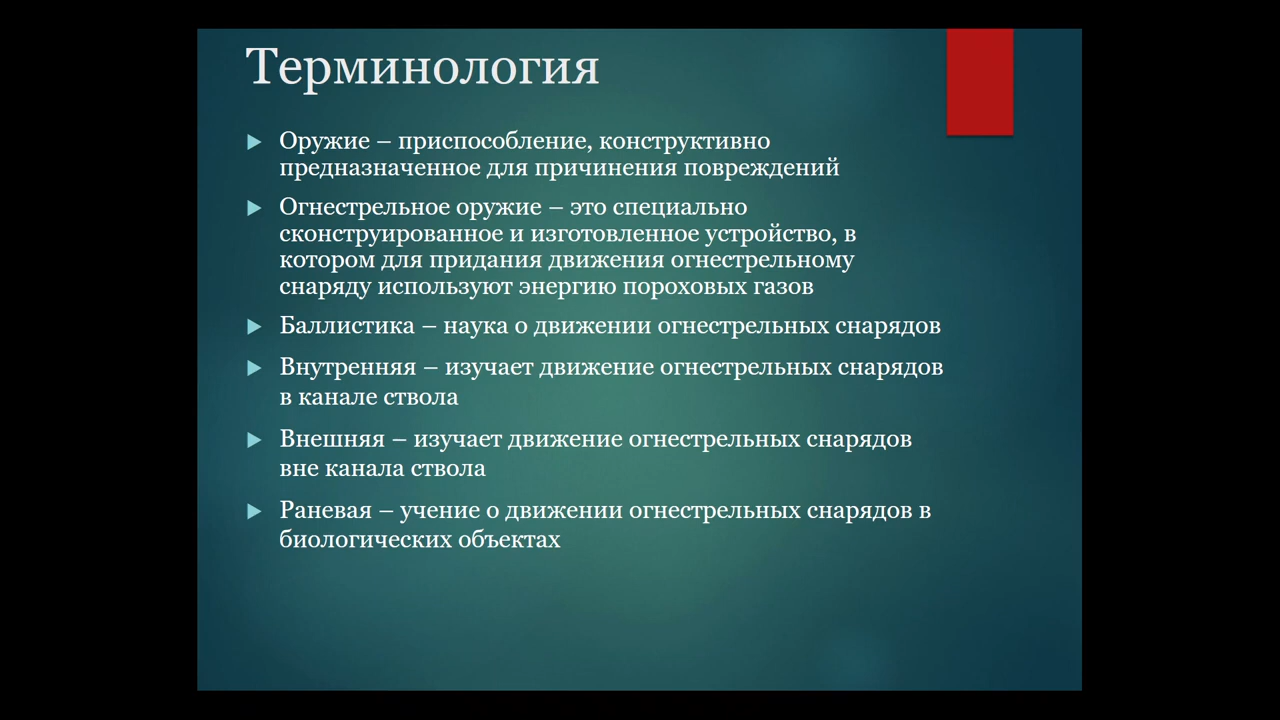 Терминология
Оружие – приспособление, конструктивно
предназначенное для причинения повреждений
Огнестрельное оружие – это специально
сконструированное и изготовленное устройство, в
котором для придания движения огнестрельному
снаряду используют энергию пороховых газов
Баллистика – наука о движении огнестрельных снарядов
Внутренняя – изучает движение огнестрельных снарядов
в канале ствола
Внешняя – изучает движение огнестрельных снарядов
вне канала ствола
Раневая – учение о движении огнестрельных снарядов в
биологических объектах